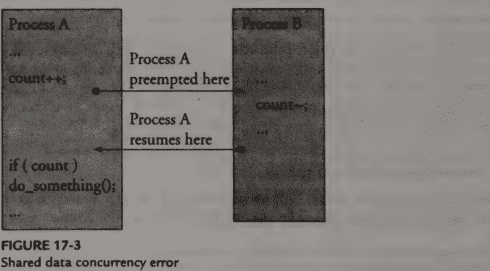 Process A
...
count++;
if ( count )
do_something();
...
Process A
preempted here
Process A
resumes here
Process B
...
count--;
...
FIGURE 17-3
Shared data concurrency error